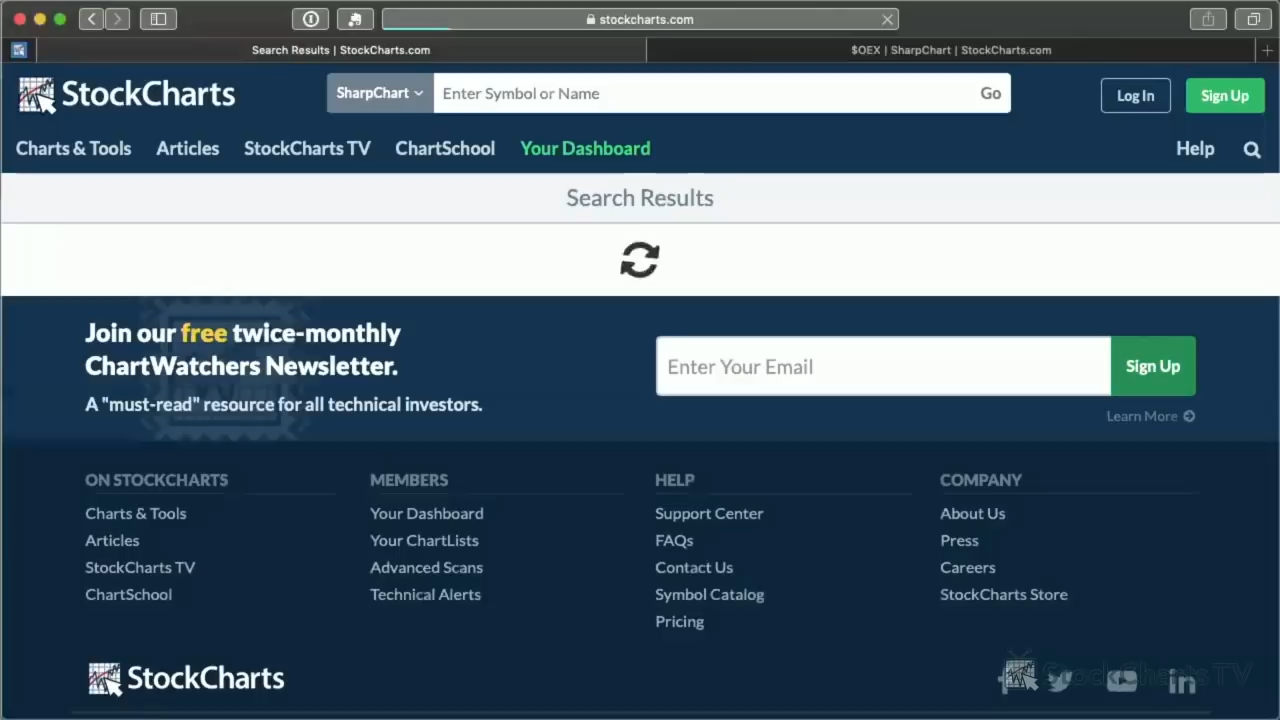 stockcharts.com
Search Results | StockCharts.com
$OEX | SharpChart | StockCharts.com
StockCharts
SharpChart
Enter Symbol or Name
Go
Log In
Sign Up
Charts & Tools
Articles
StockCharts TV
ChartSchool
Your Dashboard
Help
Search Results
Join our free twice-monthly
ChartWatchers Newsletter.
A "must-read" resource for all technical investors.
Enter Your Email
Sign Up
Learn More
ON STOCKCHARTS
Charts & Tools
Articles
StockCharts TV
ChartSchool
MEMBERS
Your Dashboard
Your ChartLists
Advanced Scans
Technical Alerts
HELP
Support Center
FAQs
Contact Us
Symbol Catalog
Pricing
COMPANY
About Us
Press
Careers
StockCharts Store
StockCharts
StockCharts TV